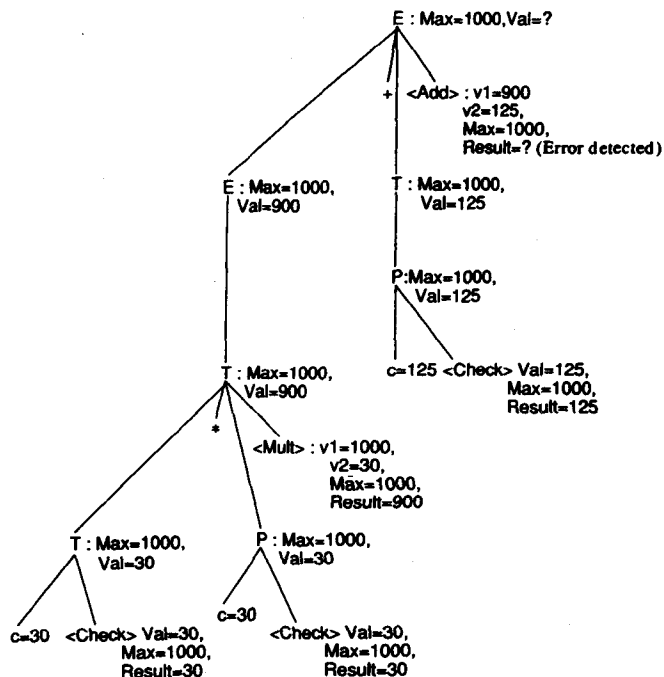 E : Max=1000,Val=?
+ <Add> : v1=900
v2=125,
Max=1000,
Result=? (Error detected)
E : Max=1000,
Val=900
T : Max=1000,
Val=125
P:Max=1000,
Val=125
T : Max=1000,
Val=900
c=125 <Check> Val=125,
Max=1000,
Result=125
*
<Mult> : v1=1000,
v2=30,
Max=1000,
Result=900
T : Max=1000,
Val=30
P : Max=1000,
Val=30
c=30 <Check> Val=30,
Max=1000,
Result=30
c=30
<Check> Val=30,
Max=1000,
Result=30